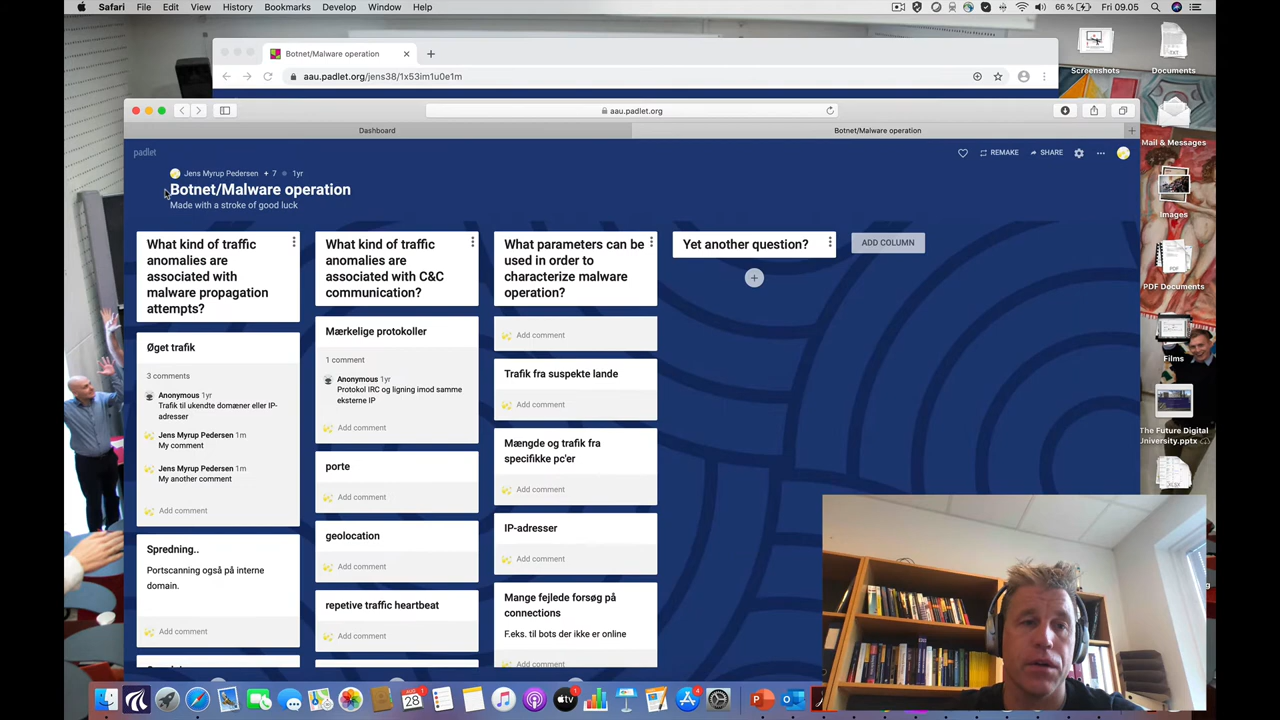 Safari File Edit View History Bookmarks Develop Window Help
66 % Fri 09.05
Botnet/Malware operation
aau.padlet.org/jens38/1x53im1u0e1m
Screenshots
Documents
aau.padlet.org
Dashboard
Botnet/Malware operation
Mail & Messages
padlet
REMAKE
SHARE
Jens Myrup Pedersen + 7 1yr
Botnet/Malware operation
Made with a stroke of good luck
Images
What kind of traffic
anomalies are
associated with
malware propagation
attempts?
Øget trafik
3 comments
Anonymous 1yr
Trafik til ukendte domæner eller IP-
adresser
Jens Myrup Pedersen 1m
My comment
Jens Myrup Pedersen 1m
My another comment
Add comment
Spredning..
Portscanning også på interne
domain.
Add comment
What kind of traffic
anomalies are
associated with C&C
communication?
Mærkelige protokoller
1 comment
Anonymous 1yr
Protokol IRC og ligning imod samme
eksterne IP
Add comment
porte
Add comment
geolocation
Add comment
repetive traffic heartbeat
Add comment
What parameters can be
used in order to
characterize malware
operation?
Add comment
Trafik fra suspekte lande
Add comment
Mængde og trafik fra
specifikke pc'er
Add comment
IP-adresser
Add comment
Mange fejlede forsøg på
connections
F.eks. til bots der ikke er online
Add comment
Yet another question?
ADD COLUMN
PDF
PDF Documents
Films
The Future Digital
University.pptx
AUG
28
1
1
4